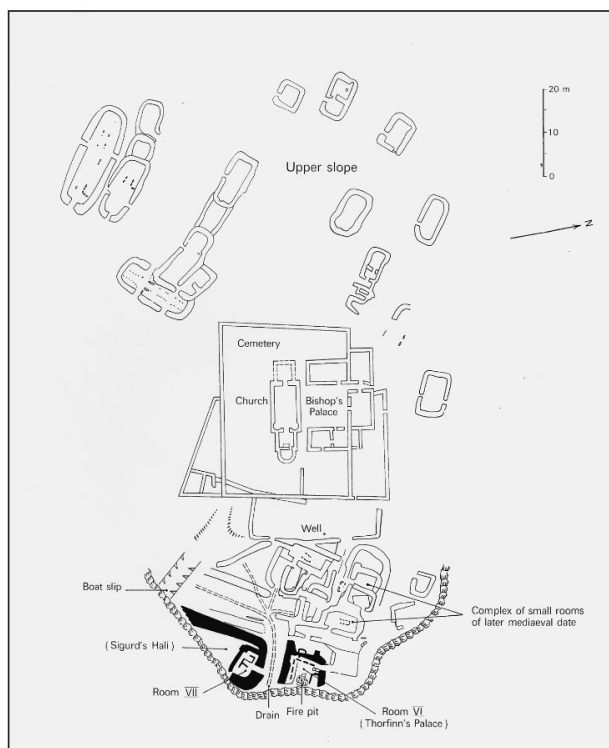 20 m
10
0
Upper slope
N
Cemetery
Church
Bishop's
Palace
Well
Boat slip
Complex of small rooms
of later mediaeval date
(Sigurd's Hall)
Room VII
Drain
Fire pit
Room VI
(Thorfinn's Palace)